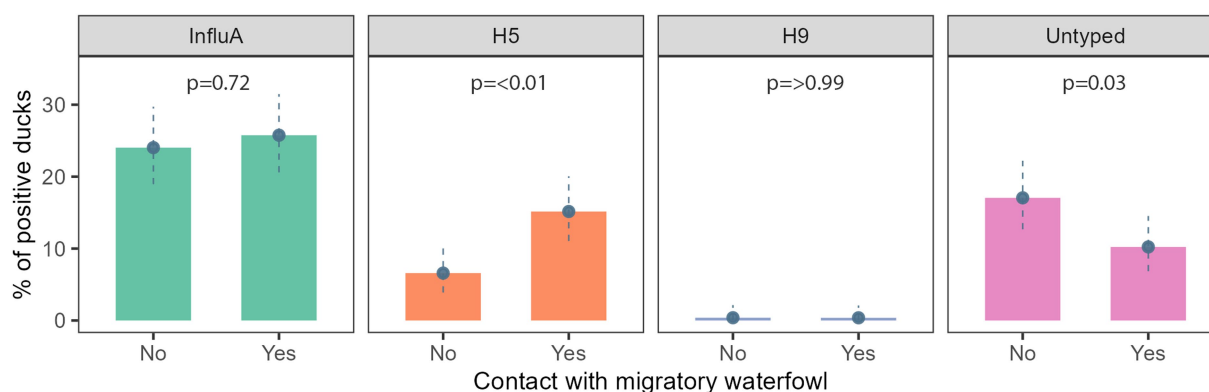 InfluA H5 H9 Untyped
p=0.72 p=<0.01 p=>0.99 p=0.03
% of positive ducks
30
20
10
0
No Yes No Yes No Yes No Yes
Contact with migratory waterfowl